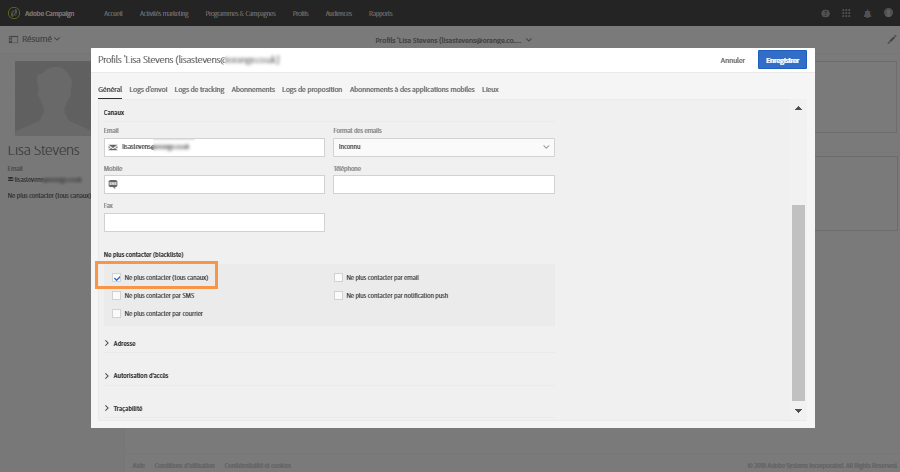 Adobe Campaign Accueil Activités marketing Programmes & Campagnes Profils Audiences Rapports
Résumé
Profils 'Lisa Stevens (lisastevens@orange.co....
Profils 'Lisa Stevens (lisastevens@
Annuler
Enregistrer
Général Logs d'envoi Logs de tracking Abonnements Logs de proposition Abonnements à des applications mobiles Lieux
Lisa Stevens
Email
lisastevens
Ne plus contacter (tous canaux)
Canaux
Email
lisastevens@
Format des emails
Inconnu
Mobile
Téléphone
Fax
Ne plus contacter (blackliste)
Ne plus contacter (tous canaux)
Ne plus contacter par email
Ne plus contacter par SMS
Ne plus contacter par notification push
Ne plus contacter par courrier
Adresse
Autorisation d'accès
Traçabilité
Aide Conditions d'utilisation Confidentialité et cookies
Adobe Systems Incorporated. All Rights Reserved.